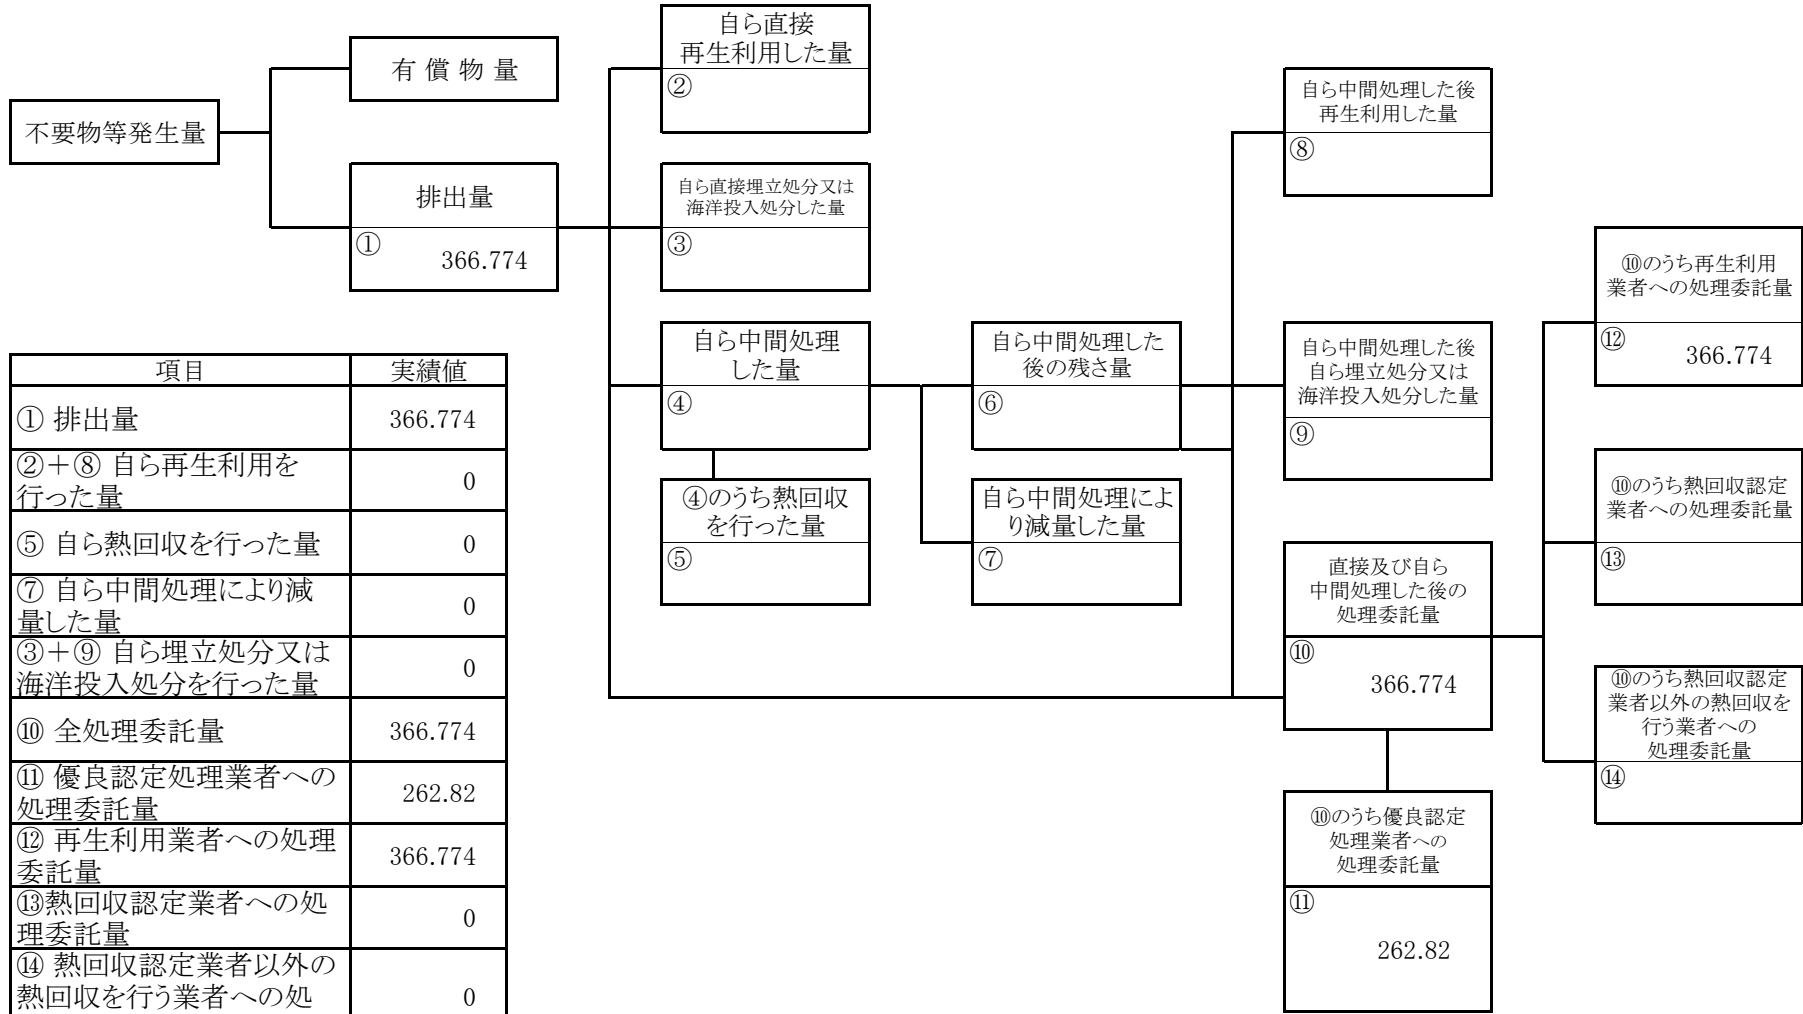 不要物等発生量
有 償 物 量
排出量
①
366.774
自ら直接
再生利用した量
②
自ら直接埋立処分又は
海洋投入処分した量
③
自ら中間処理
した量
④
④のうち熱回収
を行った量
⑤
自ら中間処理した
後の残さ量
⑥
自ら中間処理によ
り減量した量
⑦
自ら中間処理した後
再生利用した量
⑧
自ら中間処理した後
自ら埋立処分又は
海洋投入処分した量
⑨
直接及び自ら
中間処理した後の
処理委託量
⑩
366.774
⑩のうち優良認定
処理業者への
処理委託量
⑪
262.82
⑩のうち再生利用
業者への処理委託量
⑫
366.774
⑩のうち熱回収認定
業者への処理委託量
⑬
⑩のうち熱回収認定
業者以外の熱回収を
行う業者への
処理委託量
⑭
項目 実績値
① 排出量 366.774
②＋⑧ 自ら再生利用を
行った量 0
⑤ 自ら熱回収を行った量 0
⑦ 自ら中間処理により減
量した量 0
③＋⑨ 自ら埋立処分又は
海洋投入処分を行った量 0
⑩ 全処理委託量 366.774
⑪ 優良認定処理業者への
処理委託量 262.82
⑫ 再生利用業者への処理
委託量 366.774
⑬熱回収認定業者への処
理委託量 0
⑭ 熱回収認定業者以外の
熱回収を行う業者への処 0